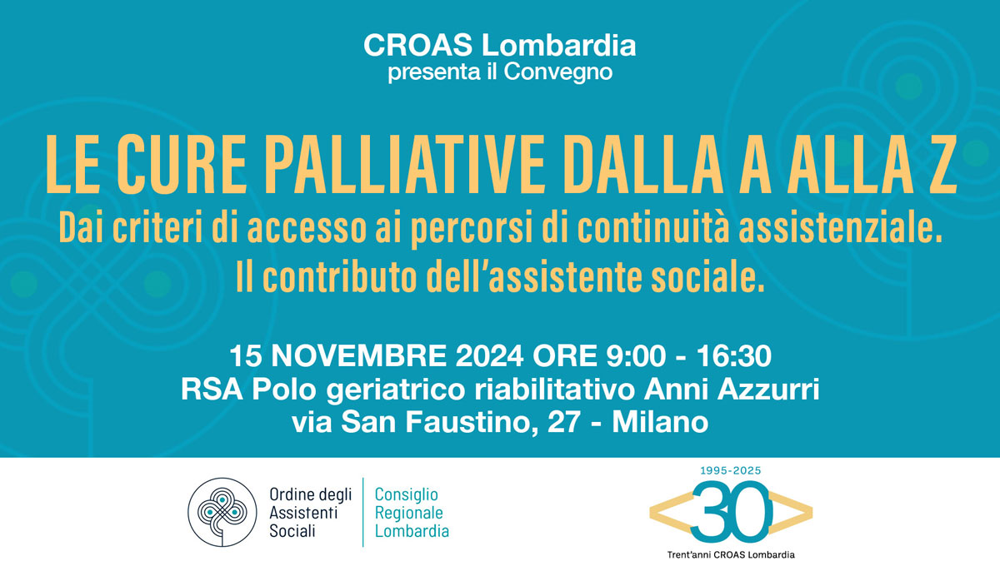 CROAS Lombardia
presenta il Convegno
LE CURE PALLIATIVE DALLA A ALLA Z
Dai criteri di accesso ai percorsi di continuità assistenziale.
Il contributo dell'assistente sociale.
15 NOVEMBRE 2024 ORE 9:00 - 16:30
RSA Polo geriatrico riabilitativo Anni Azzurri
via San Faustino, 27 - Milano
Ordine degli
Assistenti
Sociali
Consiglio
Regionale
Lombardia
1995-2025
<30>
Trent'anni CROAS Lombardia